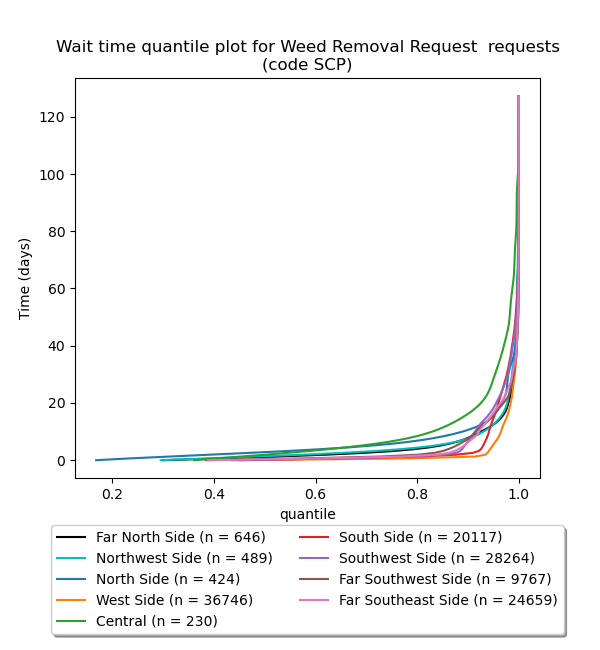 Wait time quantile plot for Weed Removal Request  requests
(code SCP)
120
100
80
60
40
20
0
Time (days)
0.2 0.4 0.6 0.8 1.0
quantile
Far North Side (n = 646)
Northwest Side (n = 489)
North Side (n = 424)
West Side (n = 36746)
Central (n = 230)
South Side (n = 20117)
Southwest Side (n = 28264)
Far Southwest Side (n = 9767)
Far Southeast Side (n = 24659)